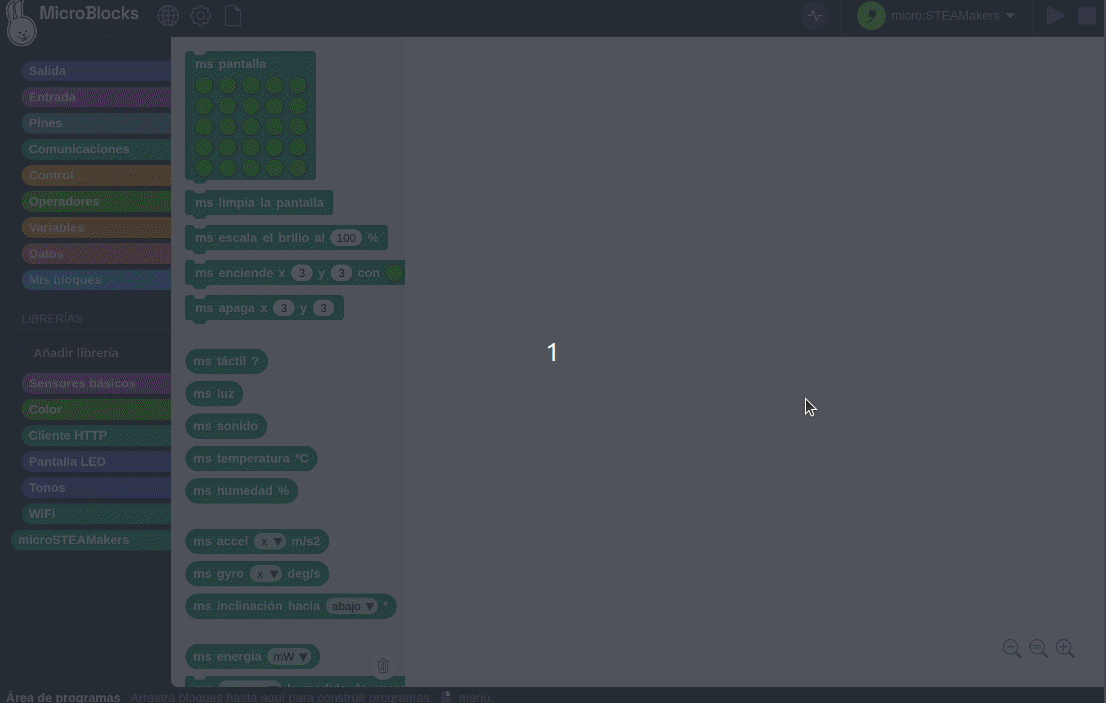 MicroBlocks
micro:STEAMakers
Salida
Entrada
Pines
Comunicaciones
Control
Operadores
Variables
Datos
Mis bloques
LIBRERÍAS
Añadir librería
Sensores básicos
Color
Cliente HTTP
Pantalla LED
Tonos
WiFi
microSTEAMakers
ms pantalla
ms limpia la pantalla
ms escala el brillo al 100 %
ms enciende x 3 y 3 con
ms apaga x 3 y 3
ms táctil ?
ms luz
ms sonido
ms temperatura ºC
ms humedad %
ms accel x m/s2
ms gyro x deg/s
ms inclinación hacia abajo º
ms energía mW
1
Área de programas Arrastra bloques hasta aquí para construir programas. menú.